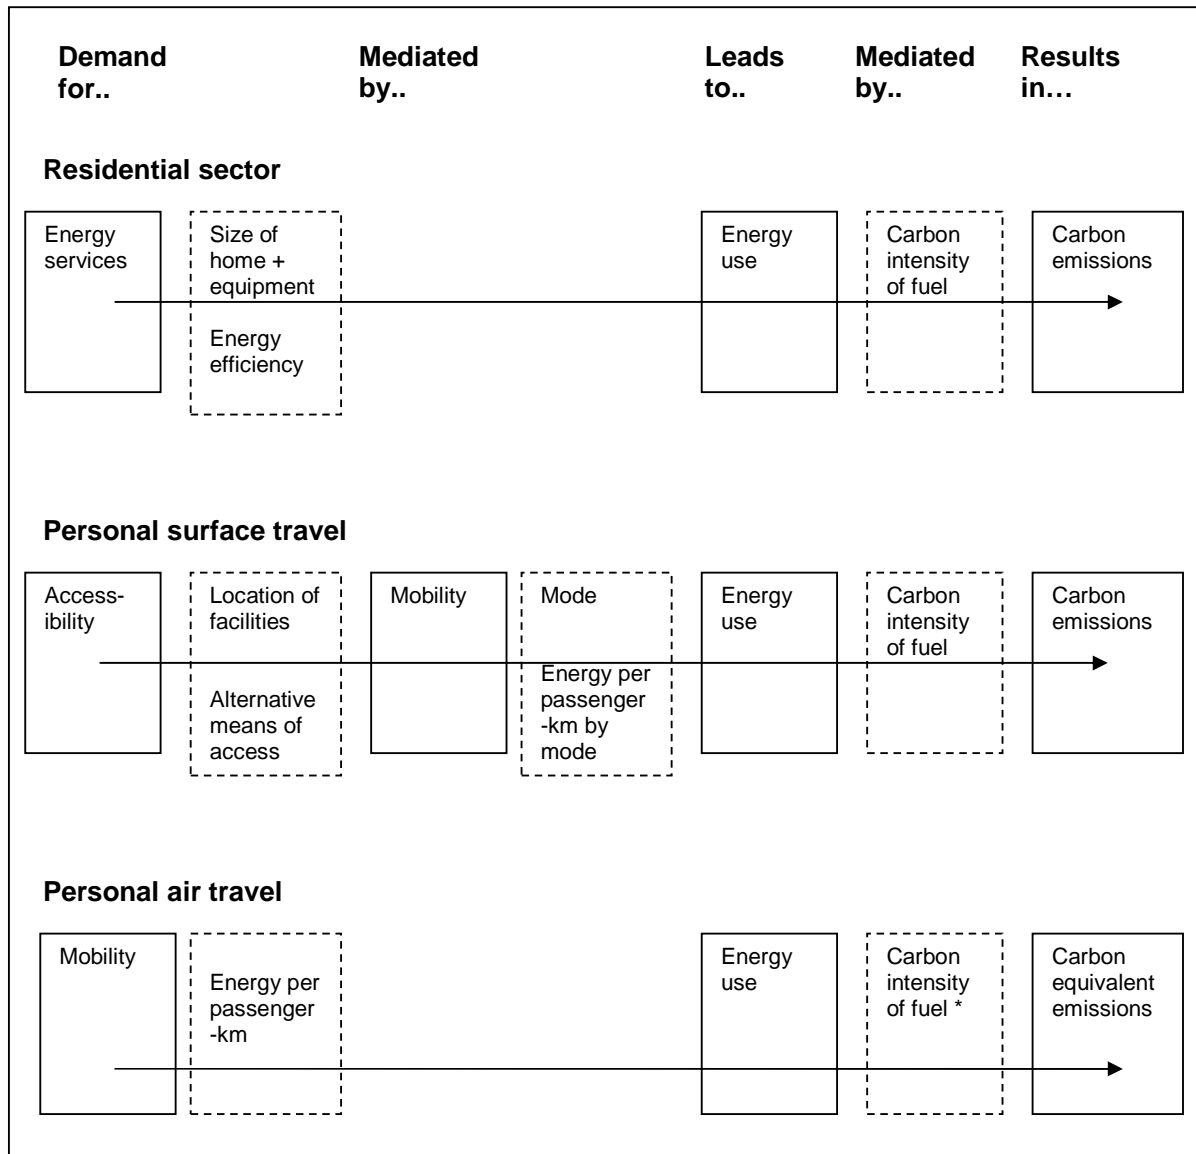 Demand
for..
Mediated
by..
Leads
to..
Mediated
by..
Results
in…
Residential sector
Energy
services
Size of
home +
equipment
Energy
efficiency
Energy
use
Carbon
intensity
of fuel
Carbon
emissions
Personal surface travel
Access-
ibility
Location of
facilities
Alternative
means of
access
Mobility
Mode
Energy per
passenger
-km by
mode
Energy
use
Carbon
intensity
of fuel
Carbon
emissions
Personal air travel
Mobility
Energy per
passenger
-km
Energy
use
Carbon
intensity
of fuel *
Carbon
equivalent
emissions